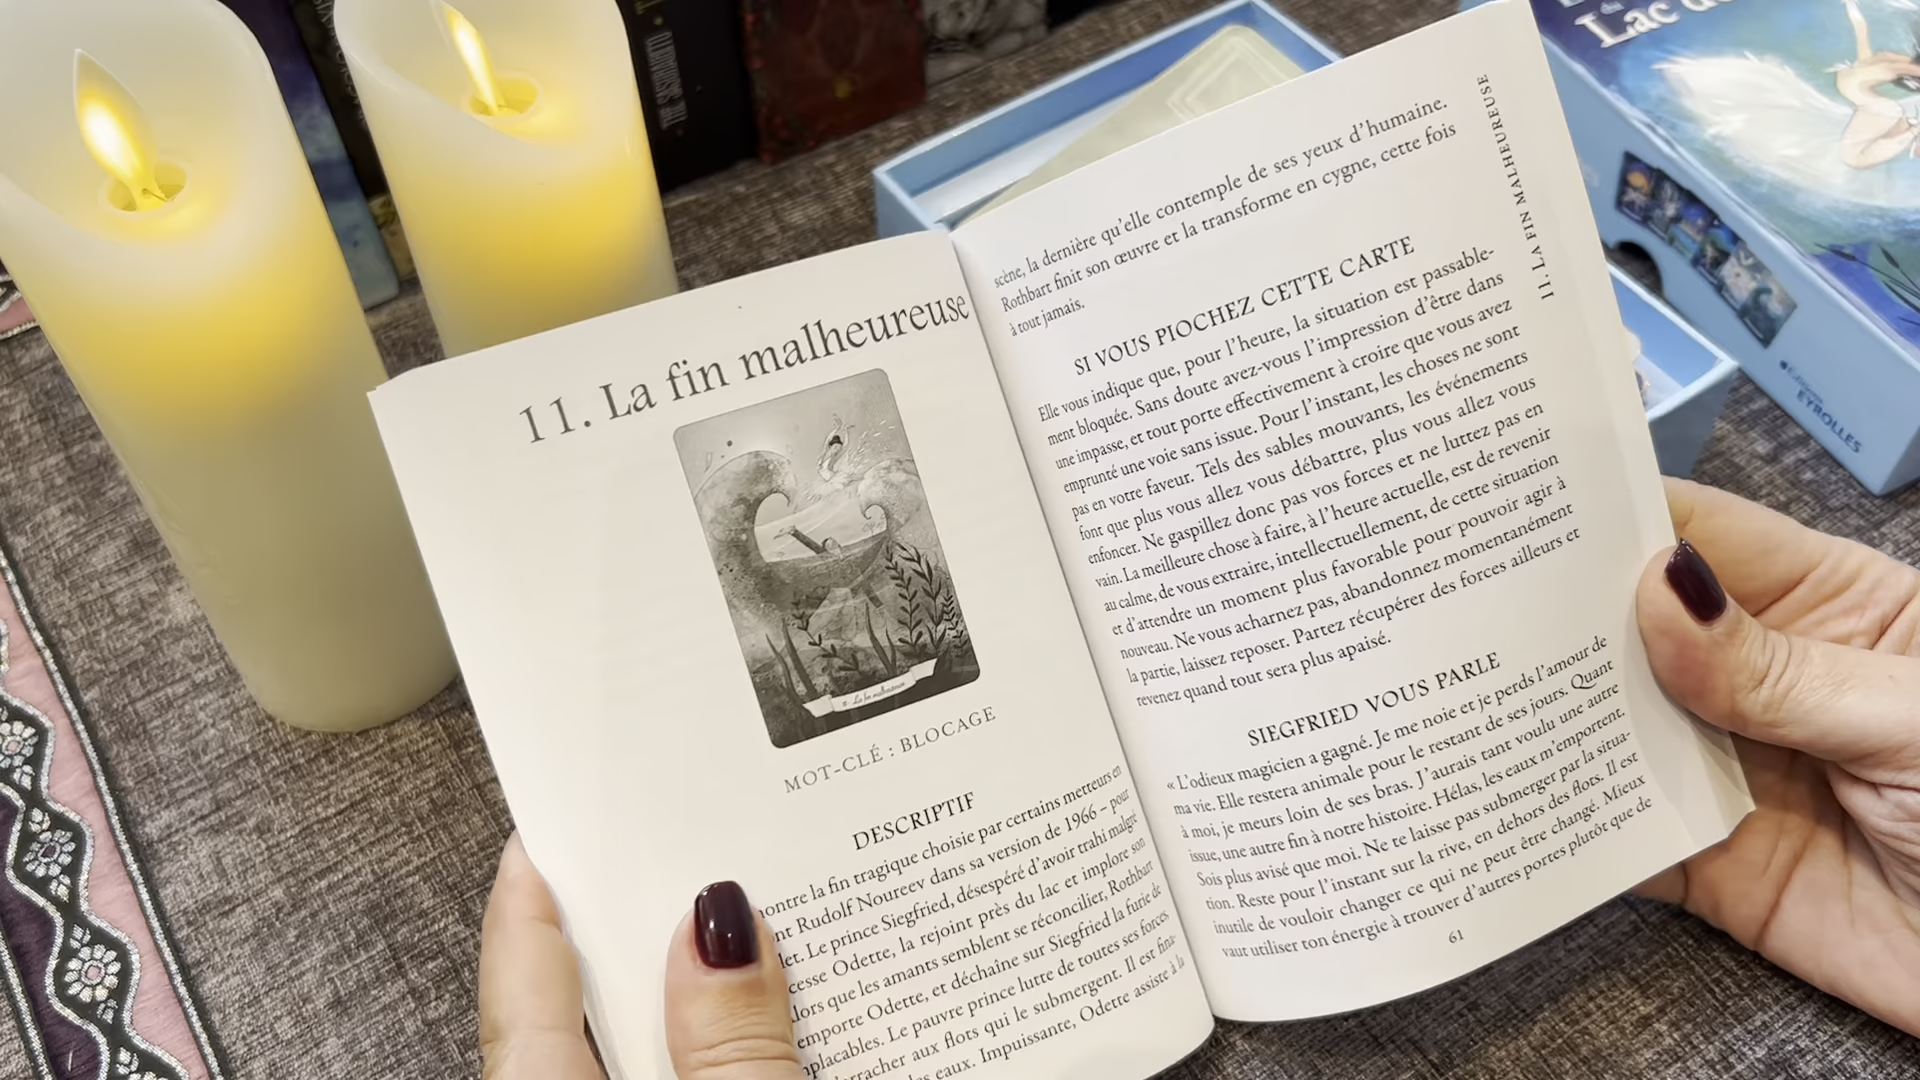 11. La fin malheureuse
La fin malheureuse
MOT-CLÉ : BLOCAGE
DESCRIPTIF
la fin tragique choisie par certains metteurs en
Rudolf Noureev dans sa version de 1966 – pour
Le prince Siegfried, désespéré d'avoir trahi malgré
Odette, la rejoint près du lac et implore son
alors que les amants semblent se réconcilier, Rothbart
emporte Odette, et déchaîne sur Siegfried la furie de
Le pauvre prince lutte de toutes ses forces,
aux flots qui le submergent. Il est fina-
eaux. Impuissante, Odette assiste à la
scène, la dernière qu'elle contemple de ses yeux d'humaine.
Rothbart finit son œuvre et la transforme en cygne, cette fois
à tout jamais.
SI VOUS PIOCHEZ CETTE CARTE
Elle vous indique que, pour l'heure, la situation est passable-
ment bloquée. Sans doute avez-vous l'impression d'être dans
une impasse, et tout porte effectivement à croire que vous avez
emprunté une voie sans issue. Pour l'instant, les choses ne sont
pas en votre faveur. Tels des sables mouvants, les événements
font que plus vous allez vous débattre, plus vous allez vous
enfoncer. Ne gaspillez donc pas vos forces et ne luttez pas en
vain. La meilleure chose à faire, à l'heure actuelle, est de revenir
au calme, de vous extraire, intellectuellement, de cette situation
et d'attendre un moment plus favorable pour pouvoir agir à
nouveau. Ne vous acharnez pas, abandonnez momentanément
la partie, laissez reposer. Partez récupérer des forces ailleurs et
revenez quand tout sera plus apaisé.
SIEGFRIED VOUS PARLE
« L'odieux magicien a gagné. Je me noie et je perds l'amour de
ma vie. Elle restera animale pour le restant de ses jours. Quant
à moi, je meurs loin de ses bras. J'aurais tant voulu une autre
issue, une autre fin à notre histoire. Hélas, les eaux m'emportent.
Sois plus avisé que moi. Ne te laisse pas submerger par la situa-
tion. Reste pour l'instant sur la rive, en dehors des flots. Il est
inutile de vouloir changer ce qui ne peut être changé. Mieux
vaut utiliser ton énergie à trouver d'autres portes plutôt que de
61
11. LA FIN MALHEUREUSE
du
Lac
Éditions
EYROLLES
THE